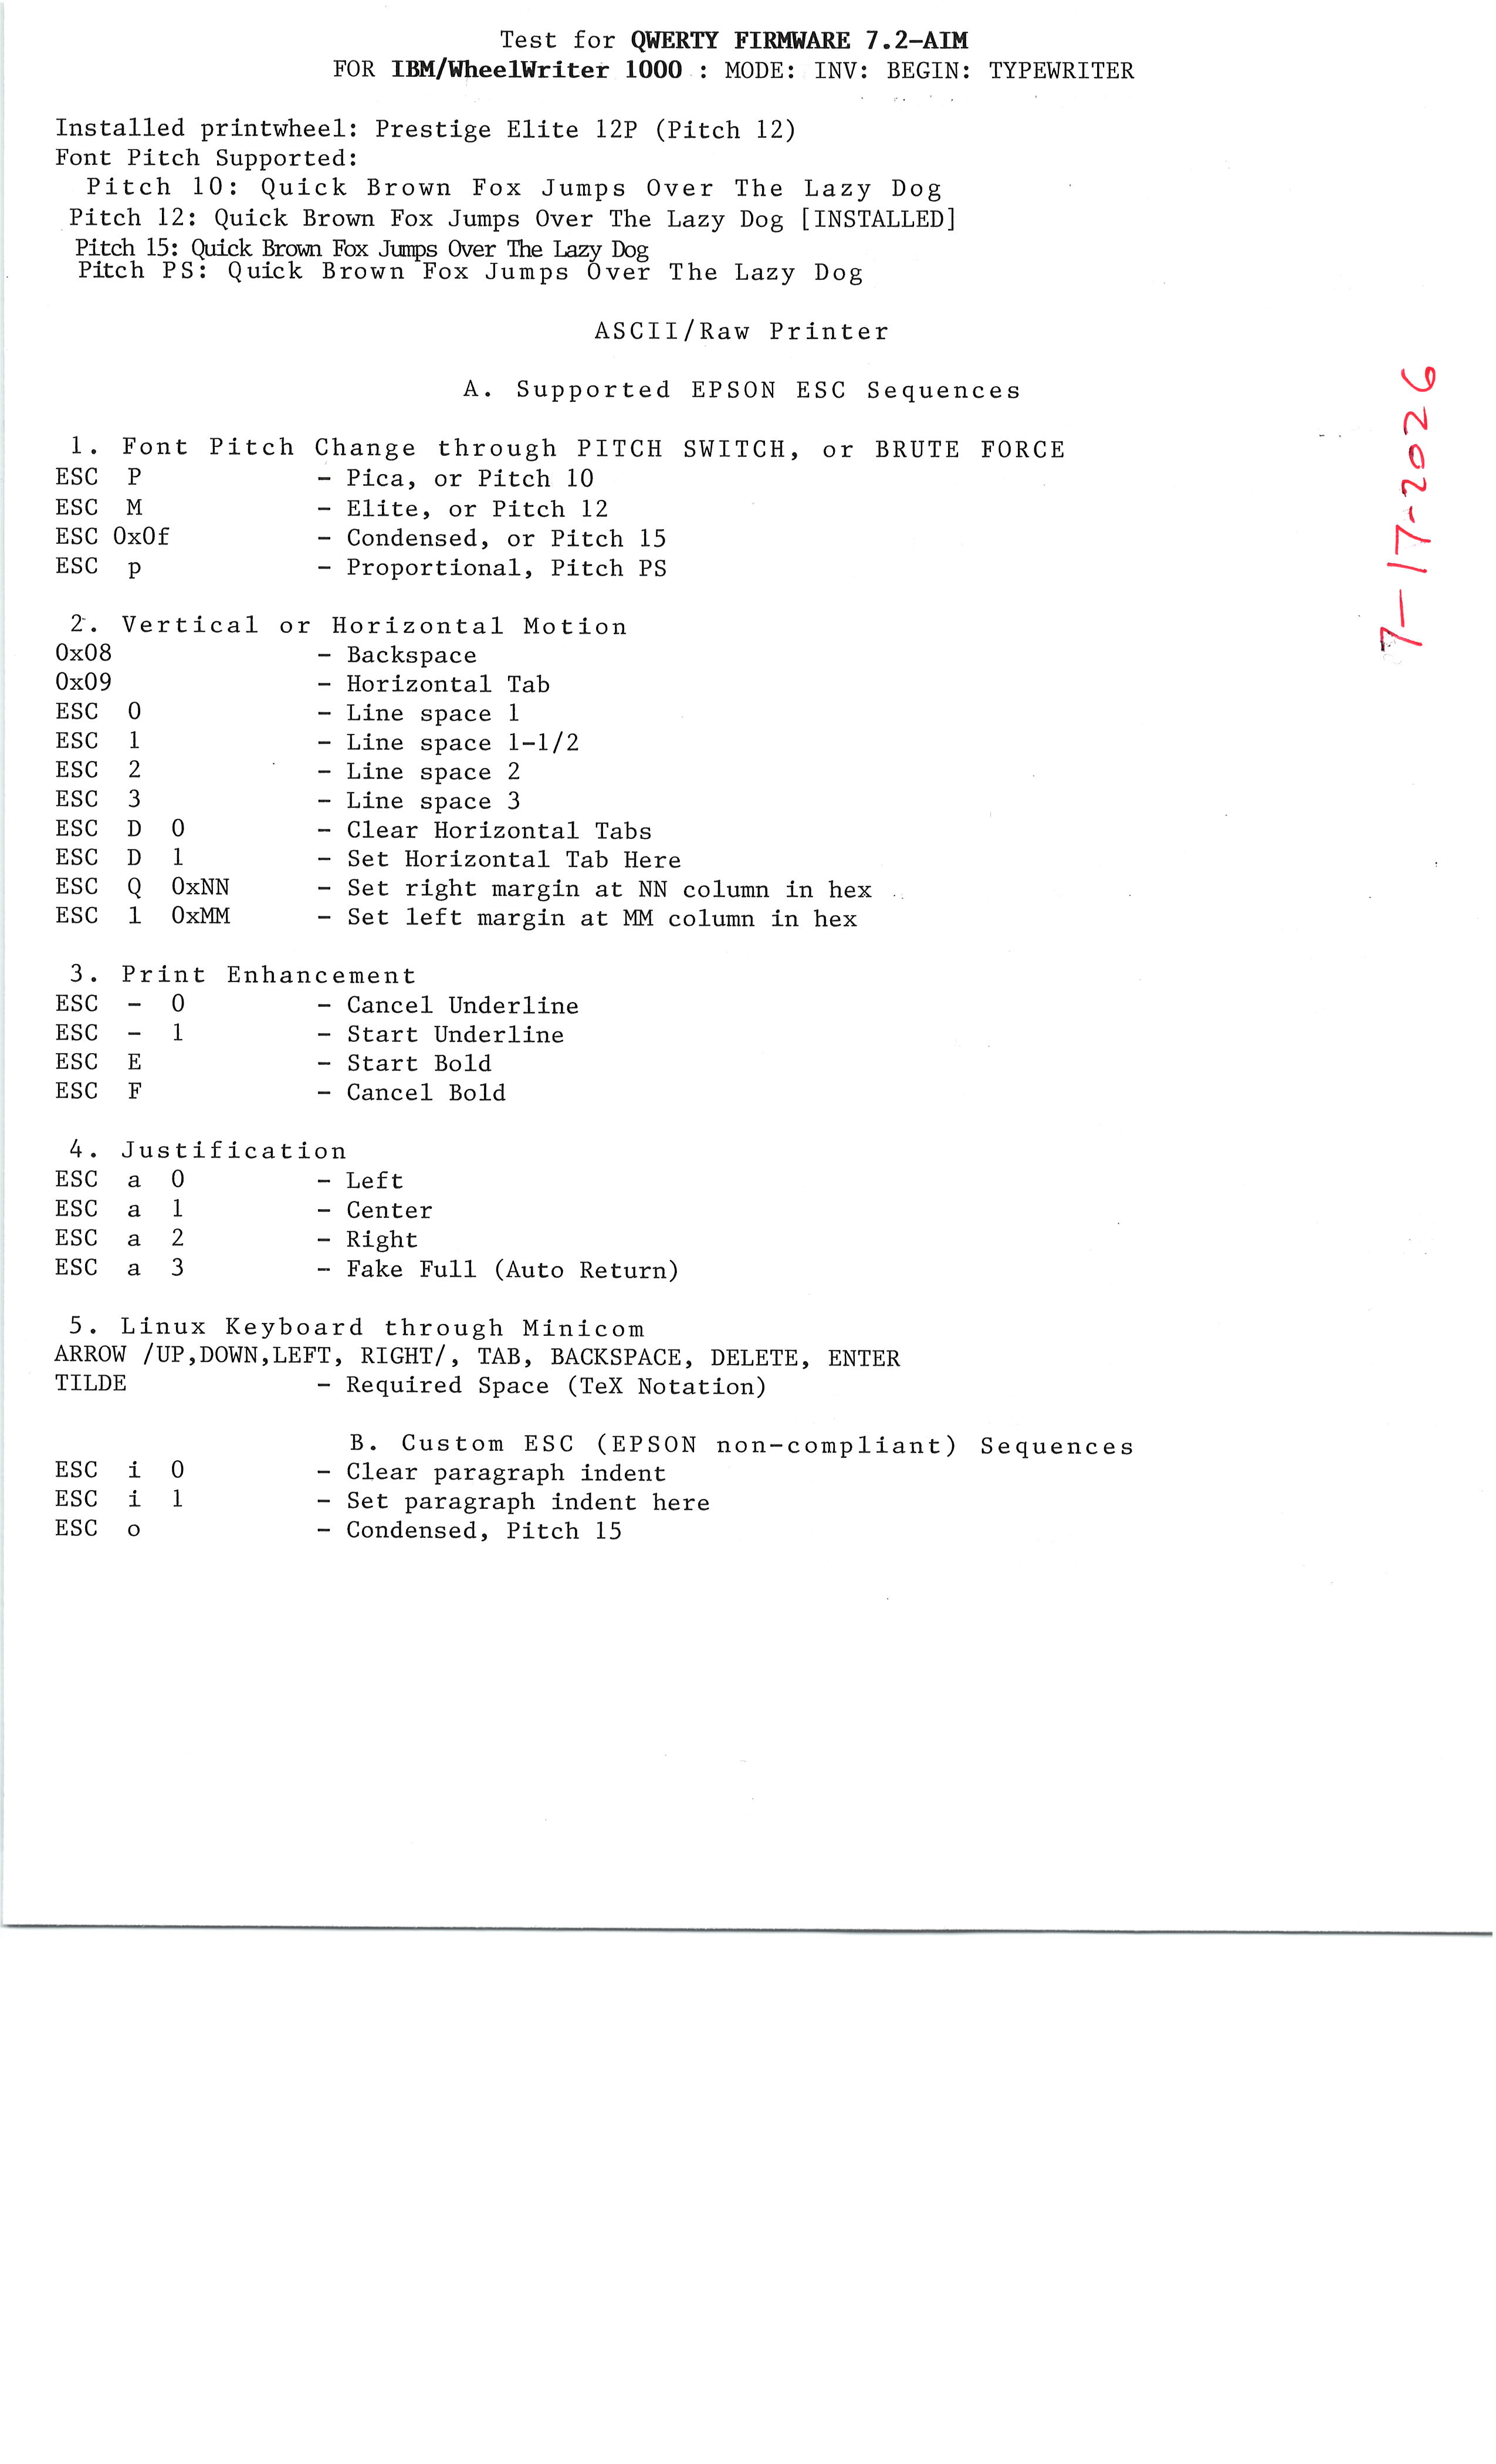 Test for QWERTY FIRMWARE 7.2-AIM
FOR IBM/WheelWriter 1000 : MODE: INV: BEGIN: TYPEWRITER
Installed printwheel: Prestige Elite 12P (Pitch 12)
Font Pitch Supported:
Pitch 10: Quick Brown Fox Jumps Over The Lazy Dog
Pitch 12: Quick Brown Fox Jumps Over The Lazy Dog [INSTALLED]
Pitch 15: Quick Brown Fox Jumps Over The Lazy Dog
Pitch PS: Quick Brown Fox Jumps Over The Lazy Dog
ASCII/Raw Printer
A. Supported EPSON ESC Sequences
1. Font Pitch Change through PITCH SWITCH, or BRUTE FORCE
ESC P - Pica, or Pitch 10
ESC M - Elite, or Pitch 12
ESC 0x0f - Condensed, or Pitch 15
ESC p - Proportional, Pitch PS
2. Vertical or Horizontal Motion
0x08 - Backspace
0x09 - Horizontal Tab
ESC 0 - Line space 1
ESC 1 - Line space 1-1/2
ESC 2 - Line space 2
ESC 3 - Line space 3
ESC D 0 - Clear Horizontal Tabs
ESC D 1 - Set Horizontal Tab Here
ESC Q 0xNN - Set right margin at NN column in hex
ESC l 0xMM - Set left margin at MM column in hex
3. Print Enhancement
ESC - 0 - Cancel Underline
ESC - 1 - Start Underline
ESC E - Start Bold
ESC F - Cancel Bold
4. Justification
ESC a 0 - Left
ESC a 1 - Center
ESC a 2 - Right
ESC a 3 - Fake Full (Auto Return)
5. Linux Keyboard through Minicom
ARROW /UP,DOWN,LEFT, RIGHT/, TAB, BACKSPACE, DELETE, ENTER
TILDE - Required Space (TeX Notation)
B. Custom ESC (EPSON non-compliant) Sequences
ESC i 0 - Clear paragraph indent
ESC i 1 - Set paragraph indent here
ESC o - Condensed, Pitch 15
7-17-2026